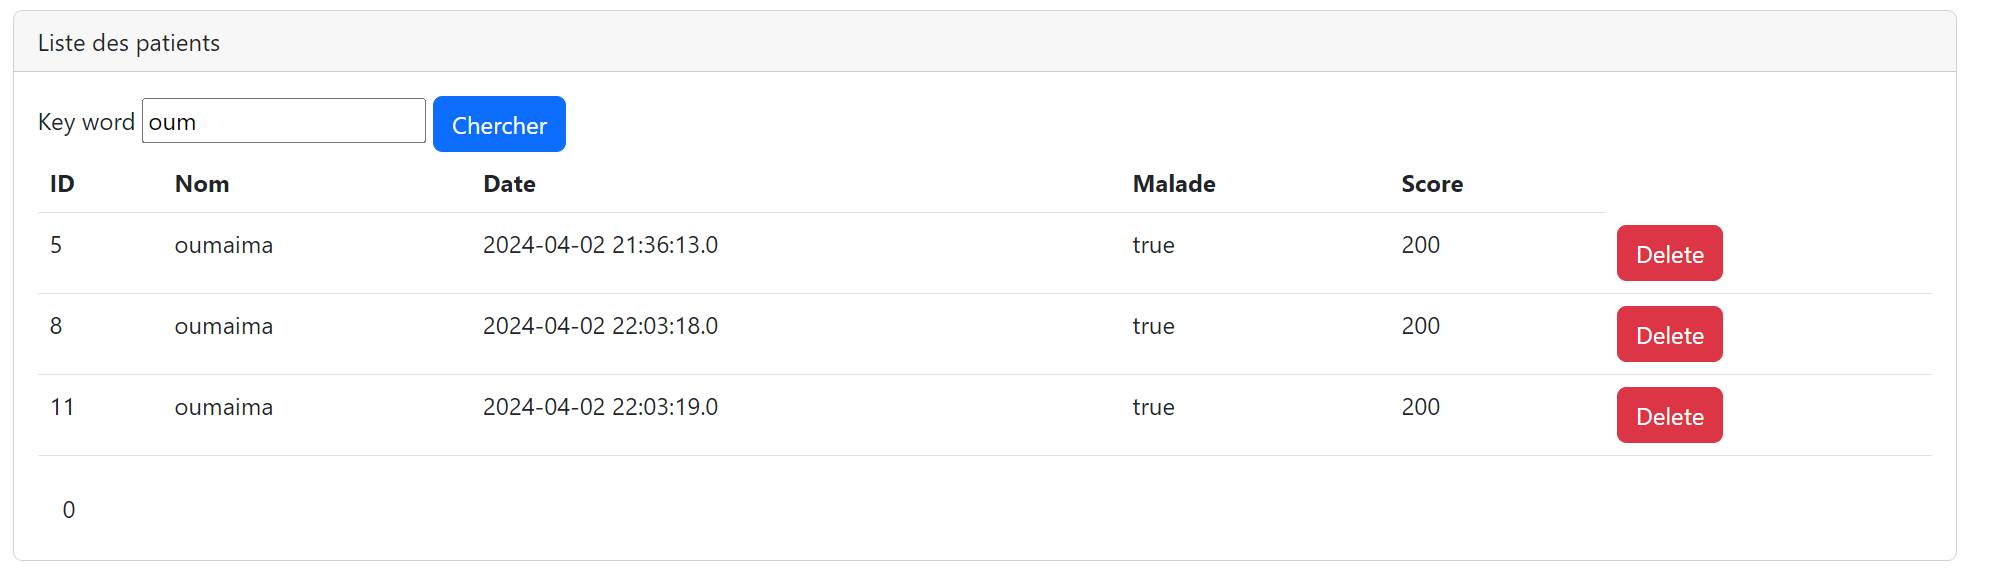 Liste des patients
Key word oum Chercher
ID Nom Date Malade Score
5 oumaima 2024-04-02 21:36:13.0 true 200 Delete
8 oumaima 2024-04-02 22:03:18.0 true 200 Delete
11 oumaima 2024-04-02 22:03:19.0 true 200 Delete
0